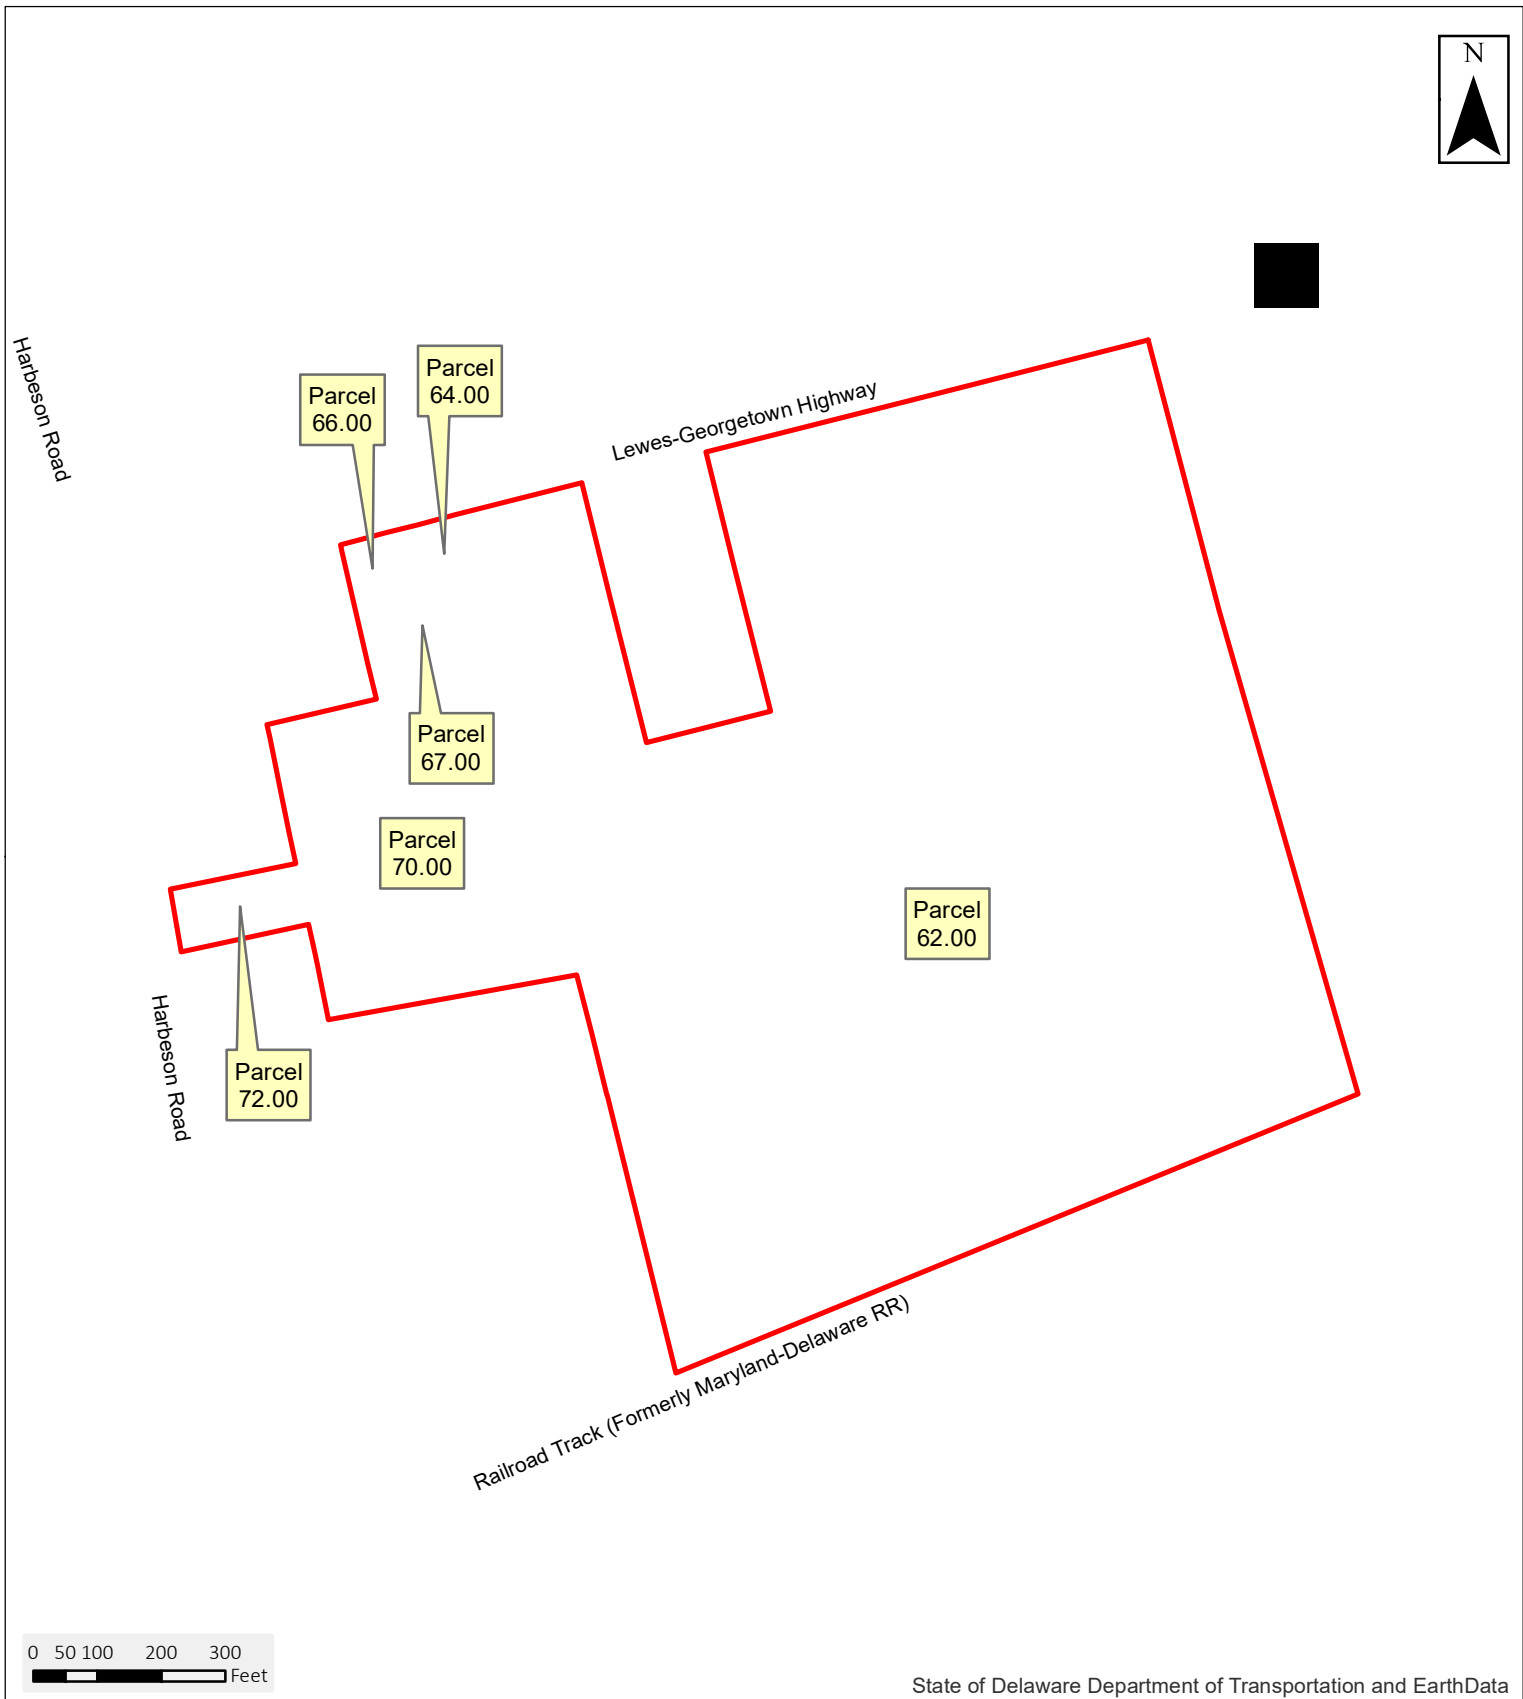 N
Harbeson Road
Parcel
64.00
Parcel
66.00
Lewes-Georgetown Highway
Parcel
67.00
Parcel
70.00
Parcel
62.00
Harbeson Road
Parcel
72.00
Railroad Track (Formerly Maryland-Delaware RR)
0 50 100 200 300
Feet
State of Delaware Department of Transportation and EarthData